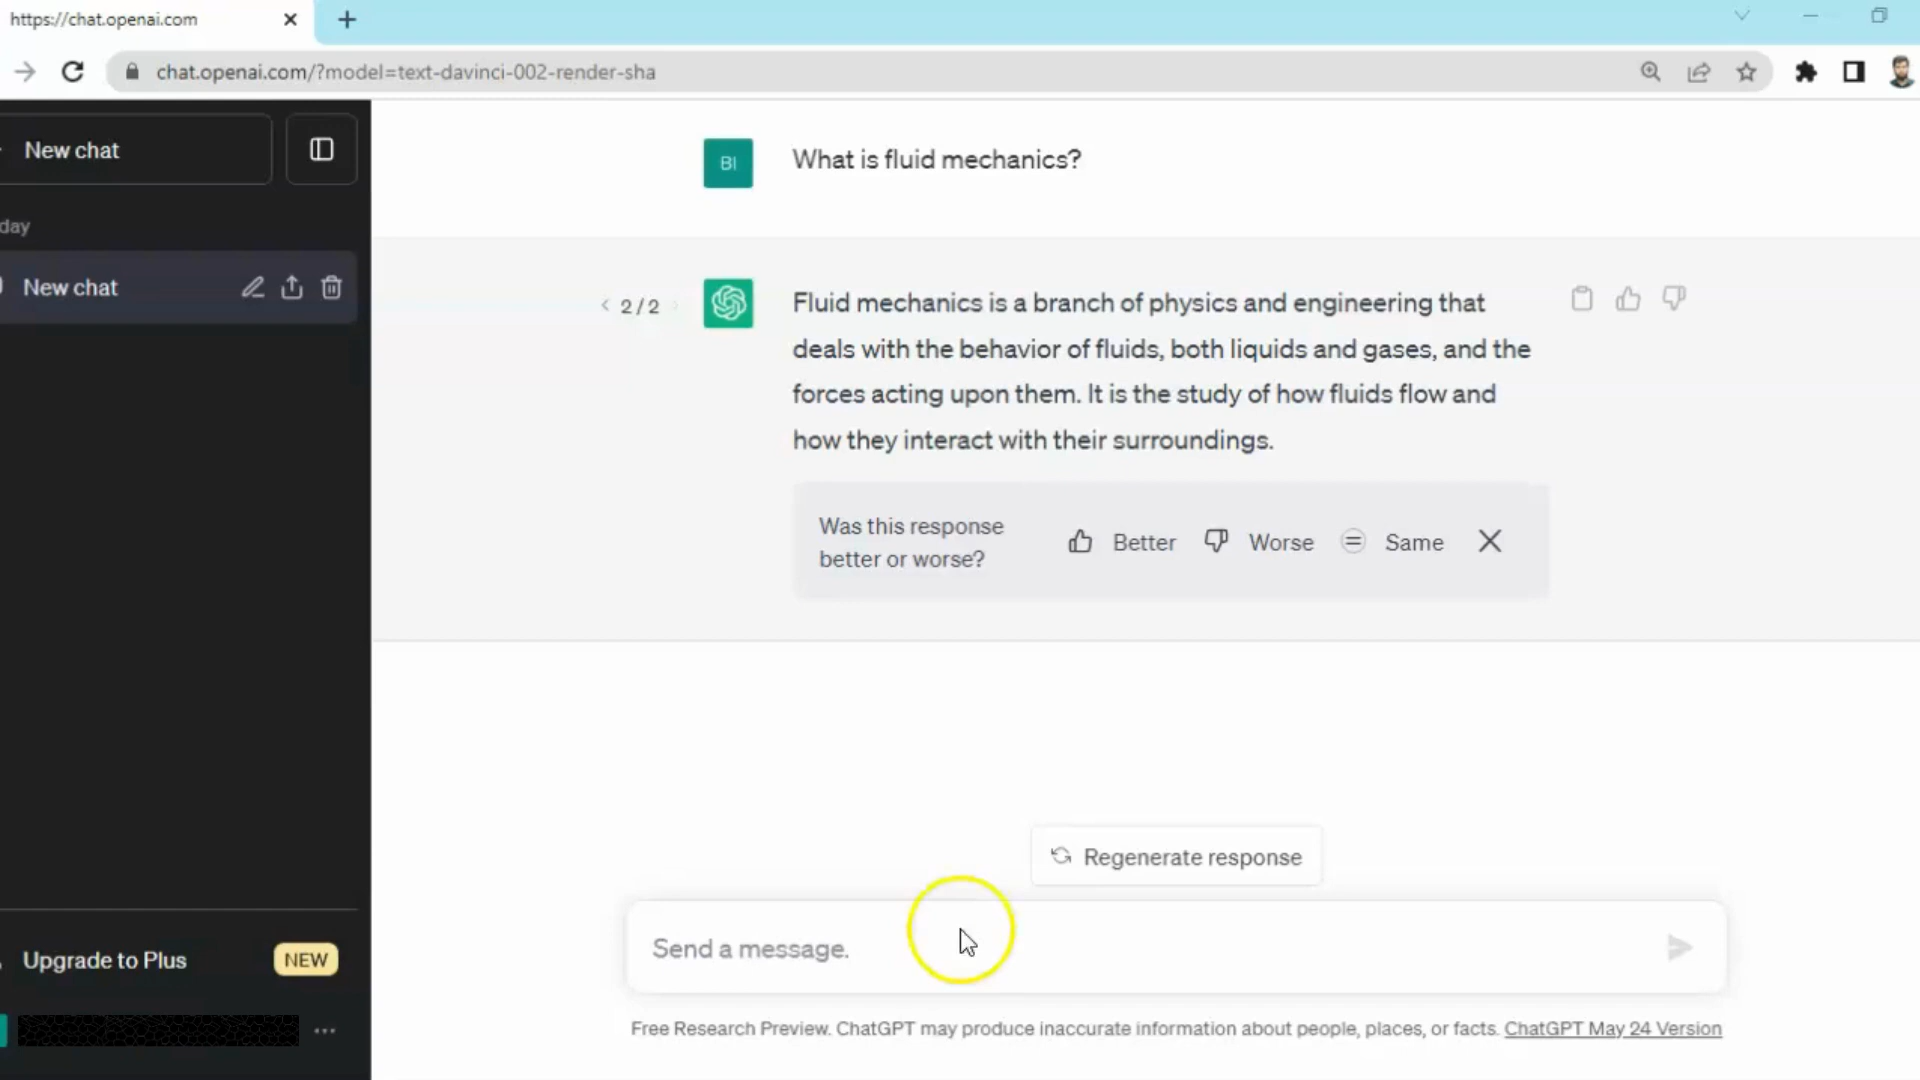 https://chat.openai.com
chat.openai.com/?model=text-davinci-002-render-sha
New chat
day
New chat
Upgrade to Plus
NEW
BI
What is fluid mechanics?
2 / 2
Fluid mechanics is a branch of physics and engineering that
deals with the behavior of fluids, both liquids and gases, and the
forces acting upon them. It is the study of how fluids flow and
how they interact with their surroundings.
Was this response
better or worse?
Better
Worse
Same
Regenerate response
Send a message.
Free Research Preview. ChatGPT may produce inaccurate information about people, places, or facts. ChatGPT May 24 Version